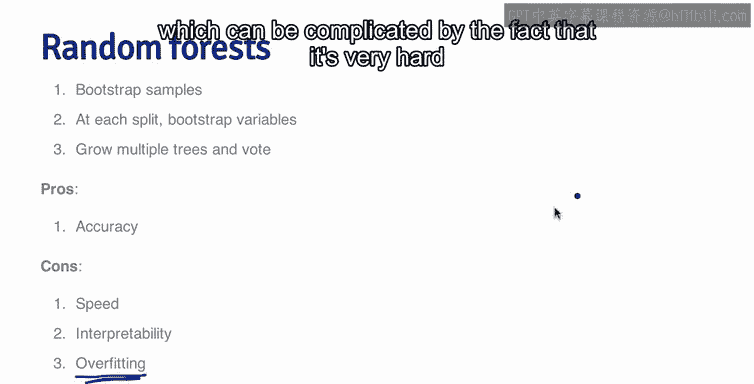 which can be complicated by the fact that
it's very hard
Random forests
1. Bootstrap samples
2. At each split, bootstrap variables
3. Grow multiple trees and vote
Pros:
1. Accuracy
Cons:
1. Speed
2. Interpretability
3. Overfitting